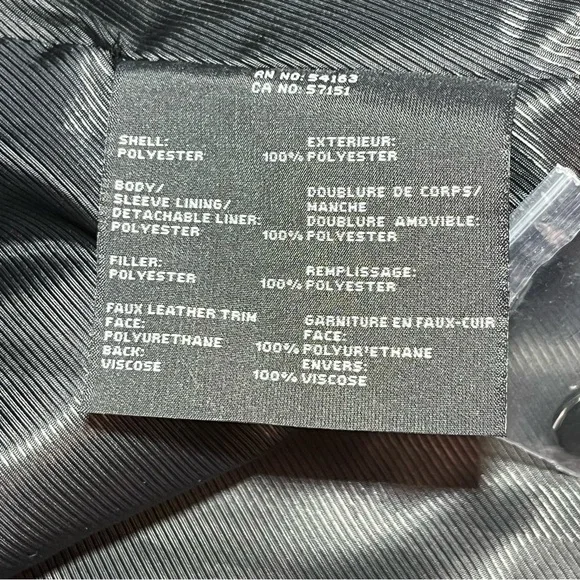 RN NO: 54163
CA NO: 57151
SHELL:
POLYESTER 100%
BODY/
SLEEVE LINING/
DETACHABLE LINER:
POLYESTER 100%
FILLER:
POLYESTER 100%
FAUX LEATHER TRIM
FACE:
POLYURETHANE 100%
BACK:
VISCOSE 100%
EXTERIEUR:
POLYESTER
DOUBLURE DE CORPS/
MANCHE
DOUBLURE AMOVIBLE:
POLYESTER
REMPLISSAGE:
POLYESTER
GARNITURE EN FAUX-CUIR
FACE:
POLYUR'ETHANE
ENVERS:
VISCOSE